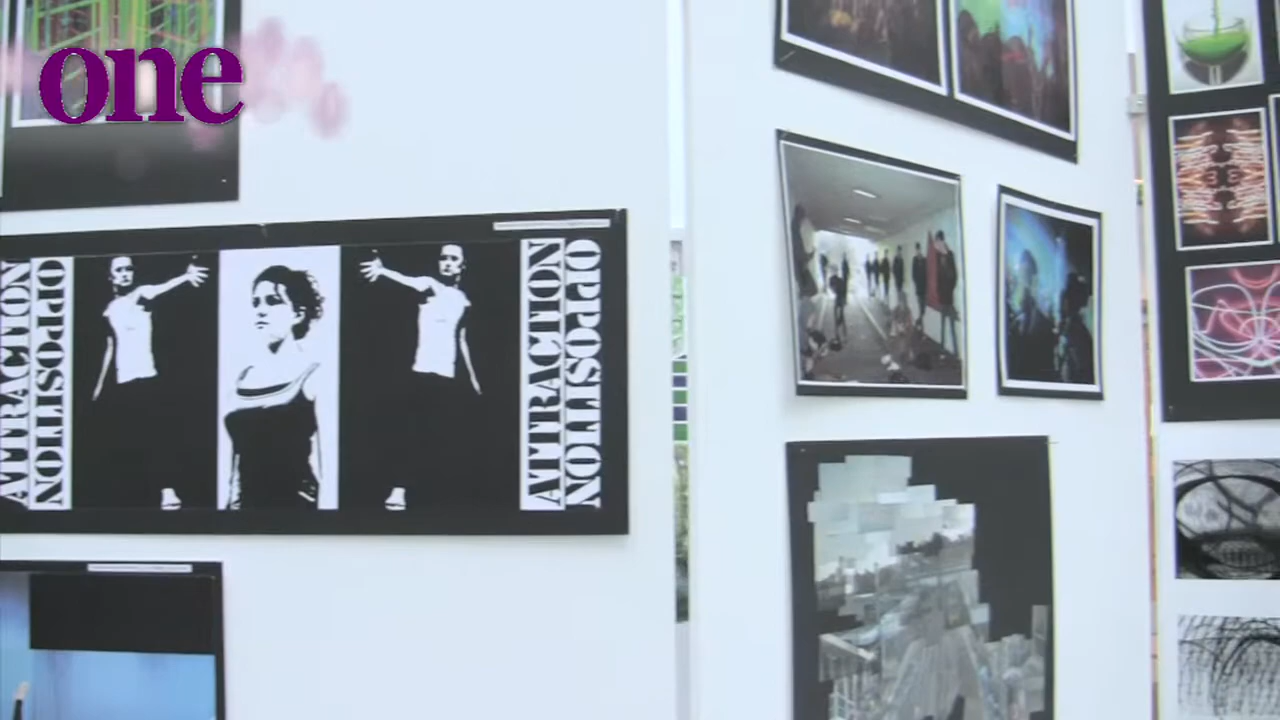 one
ATTRACTION
OPPOSITION
ATTRACTION
OPPOSITION